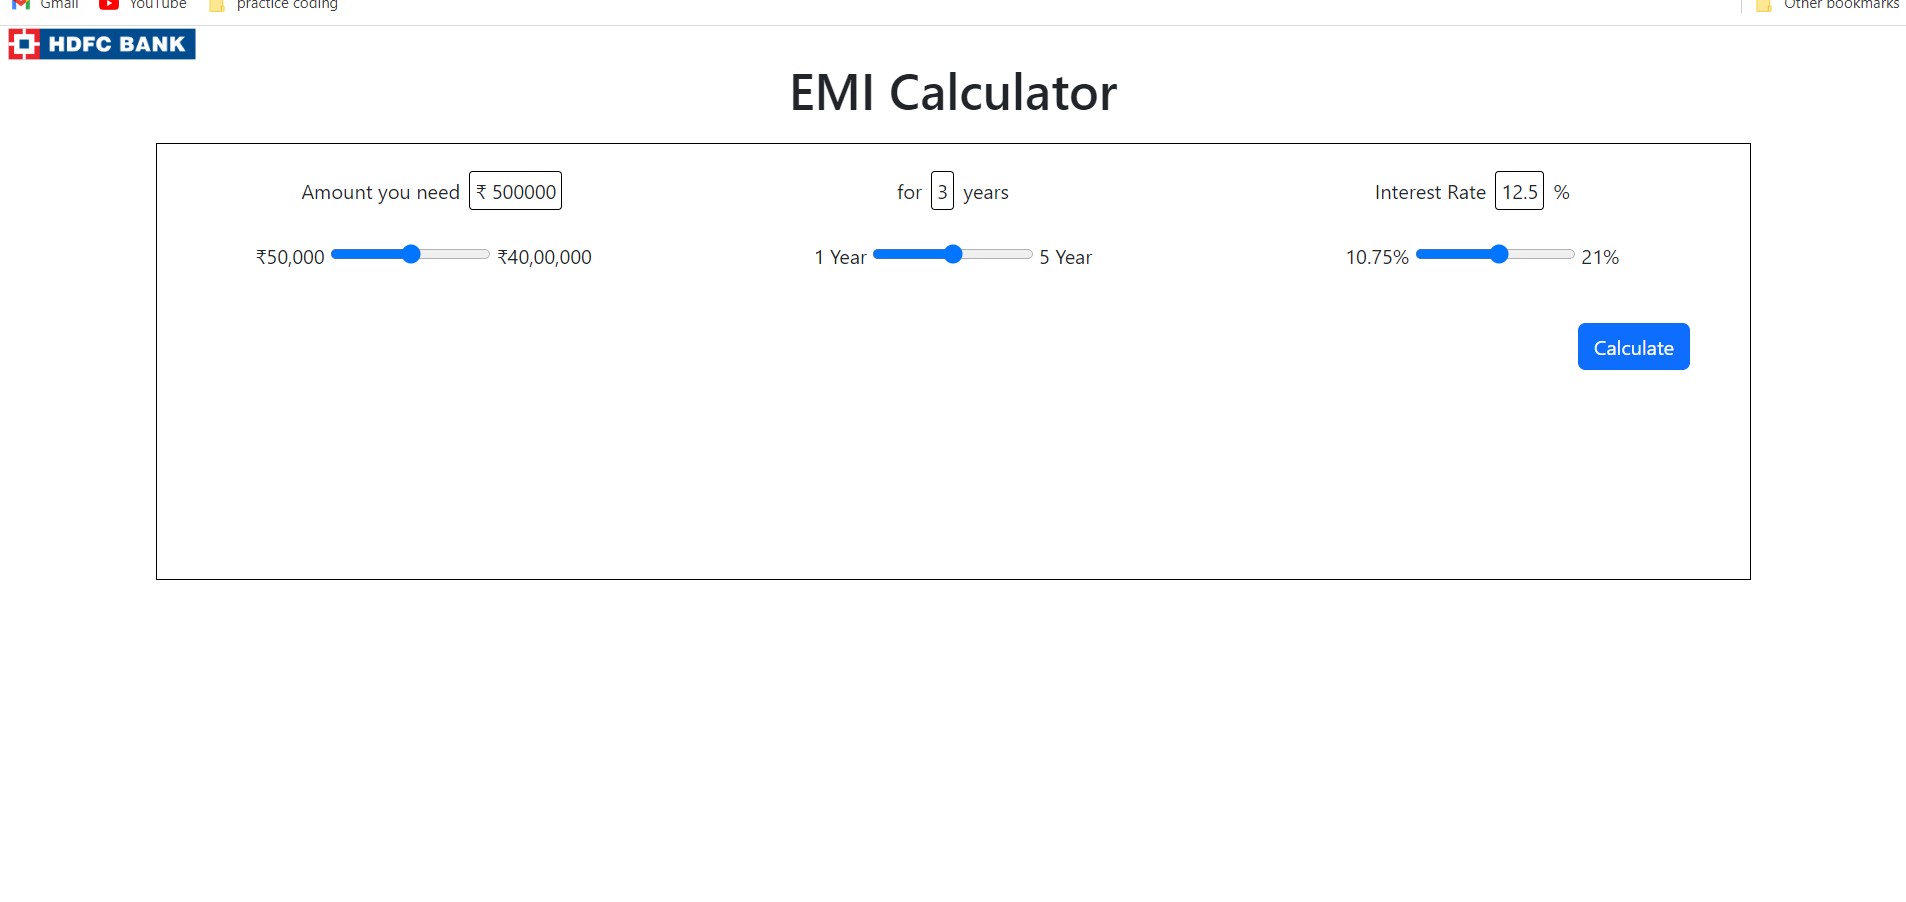 Gmail YouTube practice coding Other bookmarks
HDFC BANK
EMI Calculator
Amount you need ₹ 500000 for 3 years Interest Rate 12.5 %
₹50,000 ₹40,00,000 1 Year 5 Year 10.75% 21%
Calculate